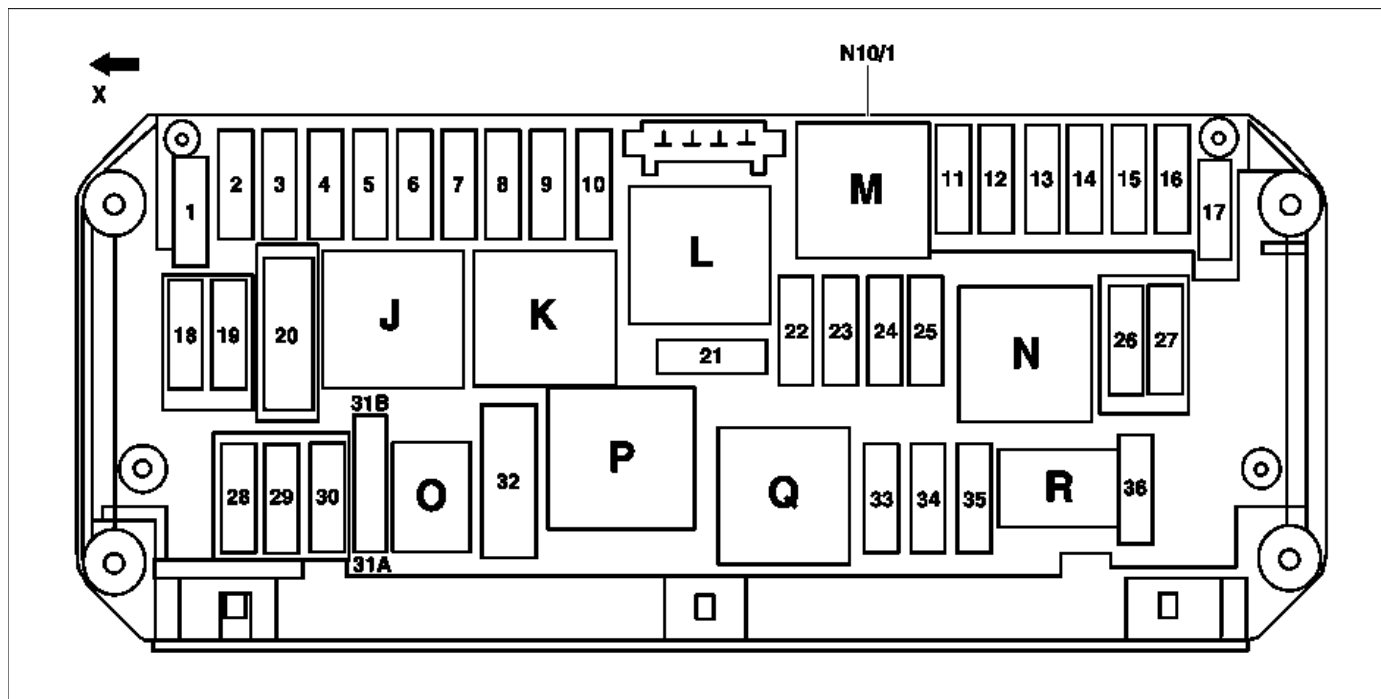 N10/1
X
1 2 3 4 5 6 7 8 9 10 M 11 12 13 14 15 16 17
L
18 19 20 J K 21 22 23 24 25 N 26 27
31B
28 29 30 O 32 P Q 33 34 35 R 36
31A